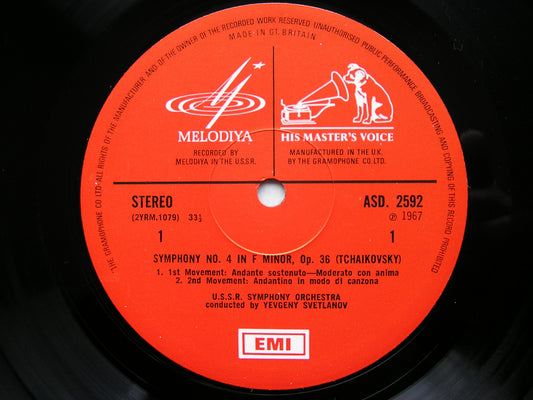 THE GRAMOPHONE CO LTD-ALL RIGHTS OF THE MANUFACTURER AND OF THE OWNER OF THE RECORDED WORK RESERVED UNAUTHORISED PUBLIC PERFORMANCE BROADCASTING AND COPYING OF THIS RECORD PROHIBITED
MADE IN GT. BRITAIN
MELODIYA
HIS MASTER'S VOICE
RECORDED BY
MELODIYA IN THE U.S.S.R.
MANUFACTURED IN THE U.K.
BY THE GRAMOPHONE CO LTD.
STEREO
ASD. 2592
(2YRM.1079) 33⅓
℗ 1967
1
1
SYMPHONY NO. 4 IN F MINOR, Op. 36 (TCHAIKOVSKY)
1. 1st Movement: Andante sostenuto—Moderato con anima
2. 2nd Movement: Andantino in modo di canzona
U.S.S.R. SYMPHONY ORCHESTRA
conducted by YEVGENY SVETLANOV
EMI